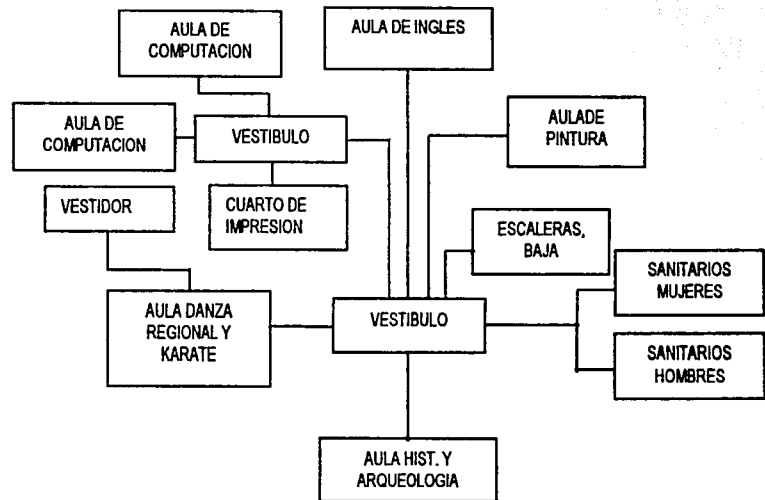 AULA DE
COMPUTACION
AULA DE INGLES
AULA DE
COMPUTACION
VESTIBULO
AULADE
PINTURA
VESTIDOR
CUARTO DE
IMPRESION
ESCALERAS,
BAJA
SANITARIOS
MUJERES
AULA DANZA
REGIONAL Y
KARATE
VESTIBULO
SANITARIOS
HOMBRES
AULA HIST. Y
ARQUEOLOGIA